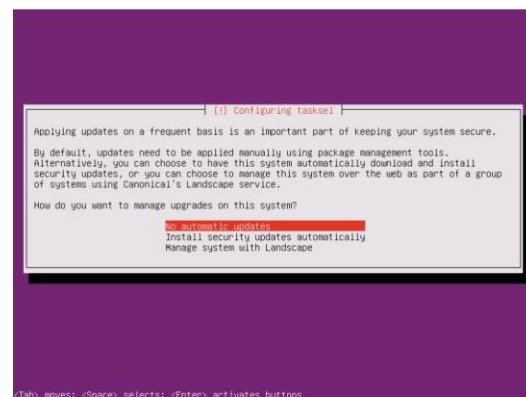 [!] Configuring tasksel
Applying updates on a frequent basis is an important part of keeping your system secure.
By default, updates need to be applied manually using package management tools.
Alternatively, you can choose to have this system automatically download and install
security updates, or you can choose to manage this system over the web as part of a group
of systems using Canonical's Landscape service.
How do you want to manage upgrades on this system?
No automatic updates
Install security updates automatically
Manage system with Landscape
<Tab> moves; <Space> selects; <Enter> activates buttons